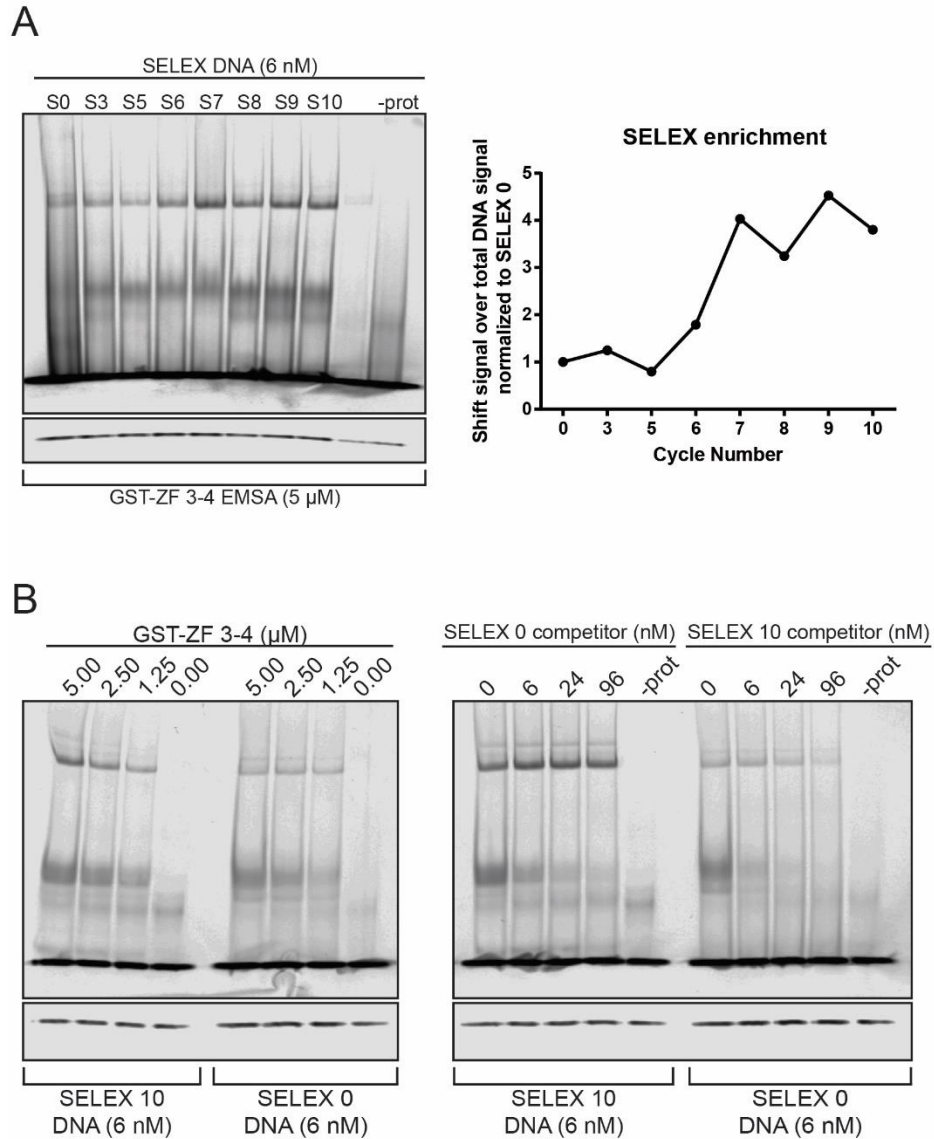 A
SELEX DNA (6 nM)
S0 S3 S5 S6 S7 S8 S9 S10 -prot
GST-ZF 3-4 EMSA (5 µM)
SELEX enrichment
Shift signal over total DNA signal
normalized to SELEX 0
5
4
3
2
1
0
0 3 5 6 7 8 9 10
Cycle Number
B
GST-ZF 3-4 (µM)
5.00 2.50 1.25 0.00 5.00 2.50 1.25 0.00
SELEX 10
DNA (6 nM)
SELEX 0
DNA (6 nM)
SELEX 0 competitor (nM) SELEX 10 competitor (nM)
0 6 24 96 -prot 0 6 24 96 -prot
SELEX 10
DNA (6 nM)
SELEX 0
DNA (6 nM)